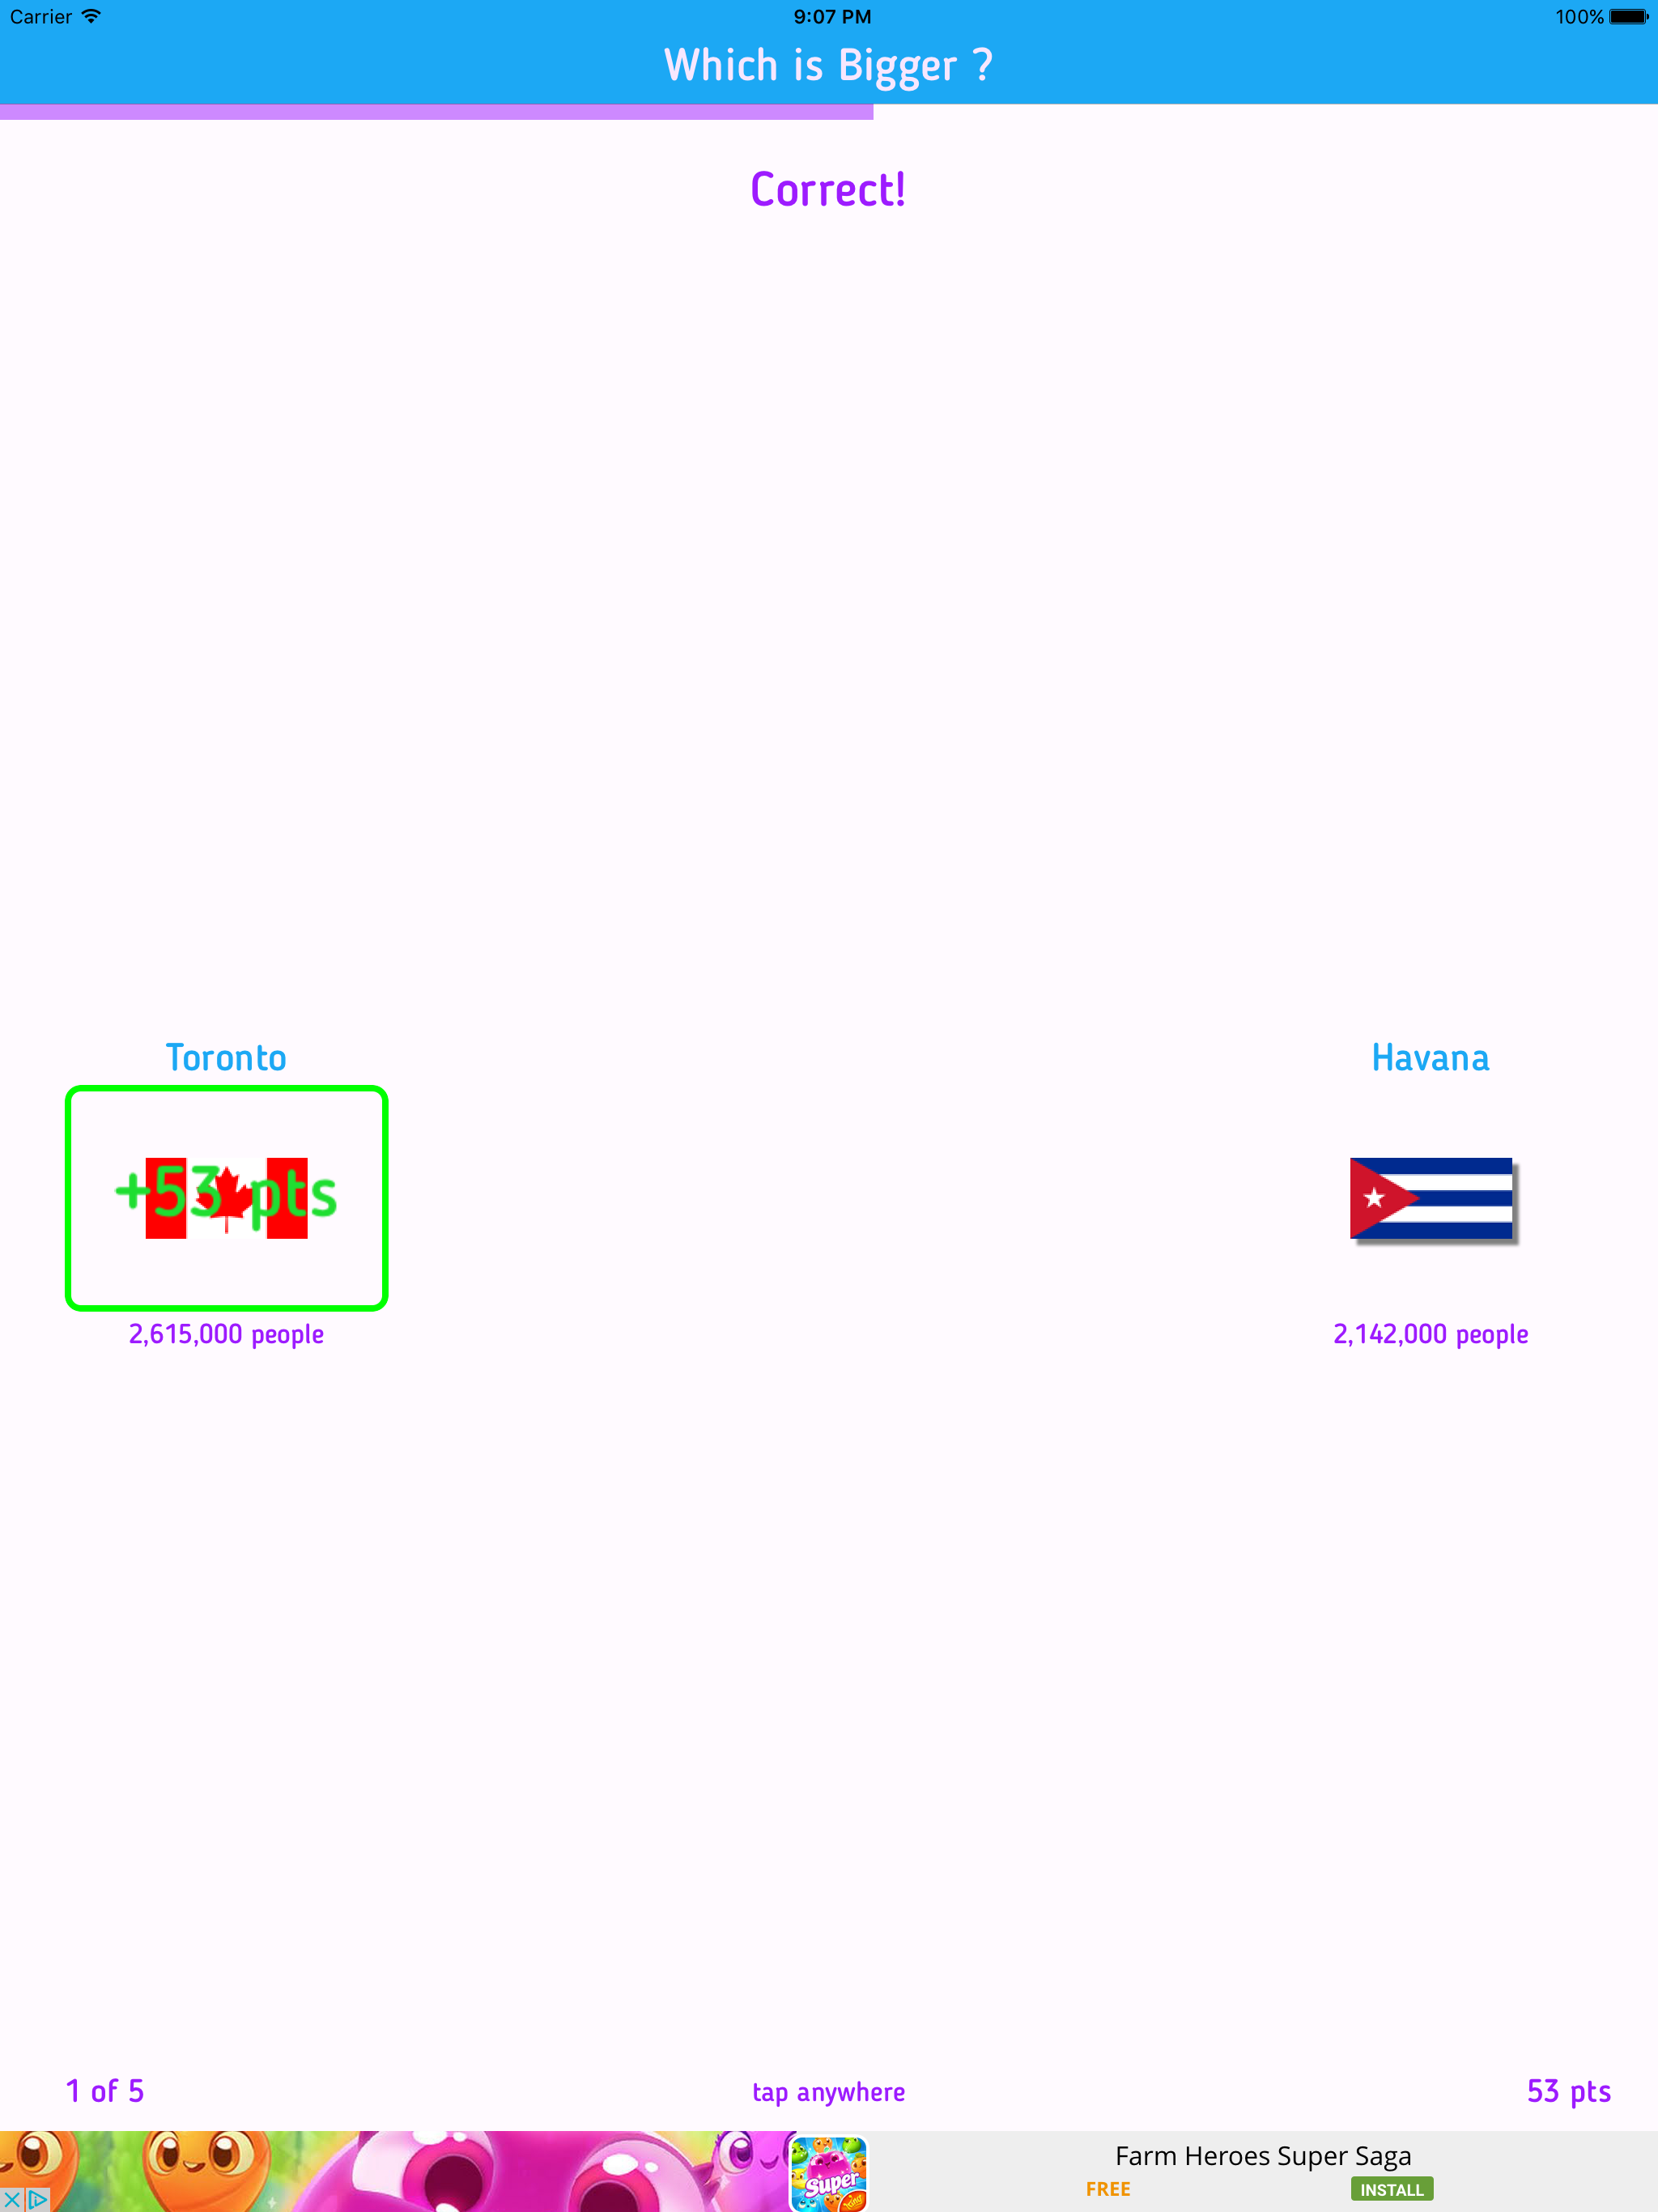 Carrier 9:07 PM 100%
Which is Bigger ?
Correct!
Toronto
Havana
+53 pts
2,615,000 people
2,142,000 people
1 of 5
tap anywhere
53 pts
Super
King
Farm Heroes Super Saga
FREE
INSTALL